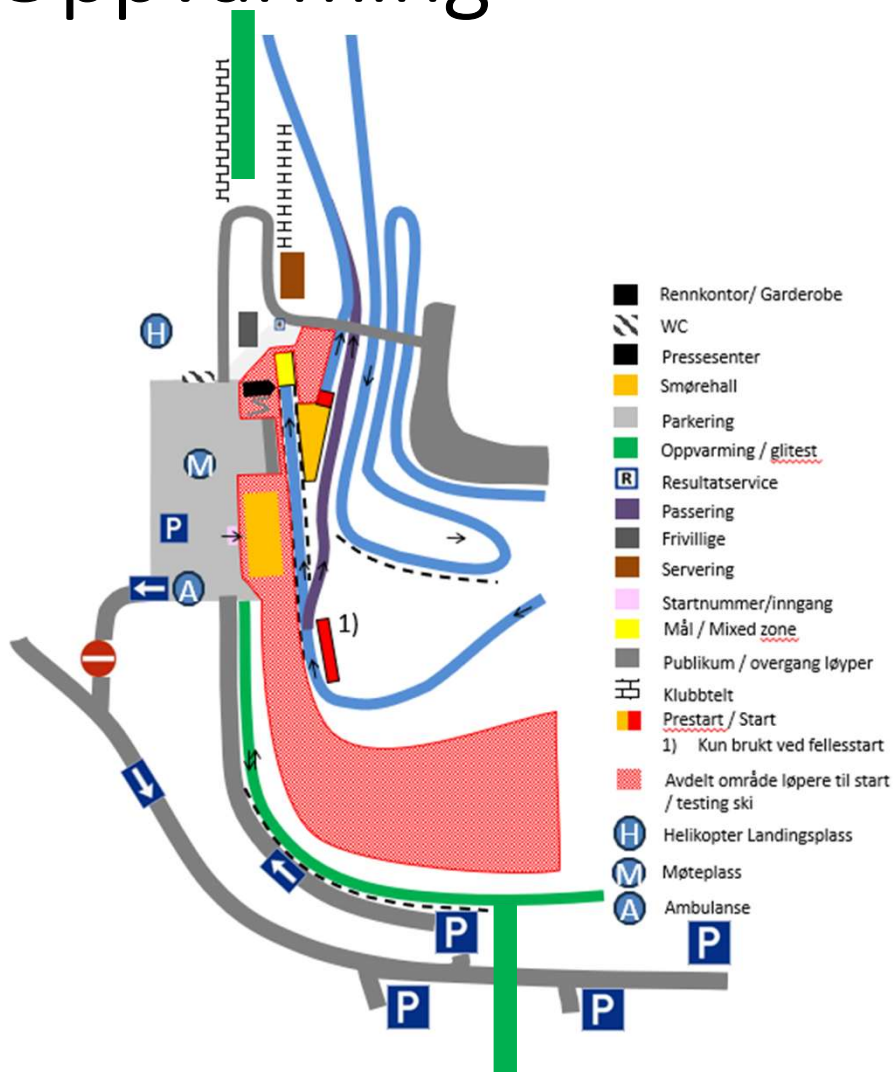 Oppvarming
H
R
M
P
A
1)
P
P
P
P
Rennkontor/ Garderobe
WC
Pressesenter
Smørehall
Parkering
Oppvarming / glitest
R Resultatservice
Passering
Frivillige
Servering
Startnummer/inngang
Mål / Mixed zone
Publikum / overgang løyper
Klubbtelt
Prestart / Start
1) Kun brukt ved fellesstart
Avdelt område løpere til start
/ testing ski
H Helikopter Landingsplass
M Møteplass
A Ambulanse